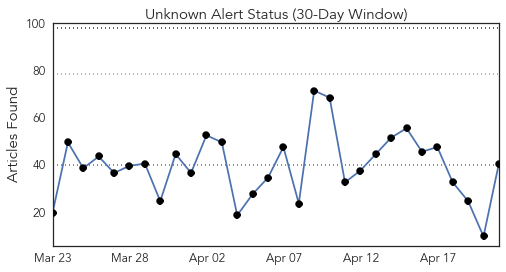 Unknown Alert Status (30-Day Window)
100
80
60
40
20
Articles Found
Mar 23 Mar 28 Apr 02 Apr 07 Apr 12 Apr 17